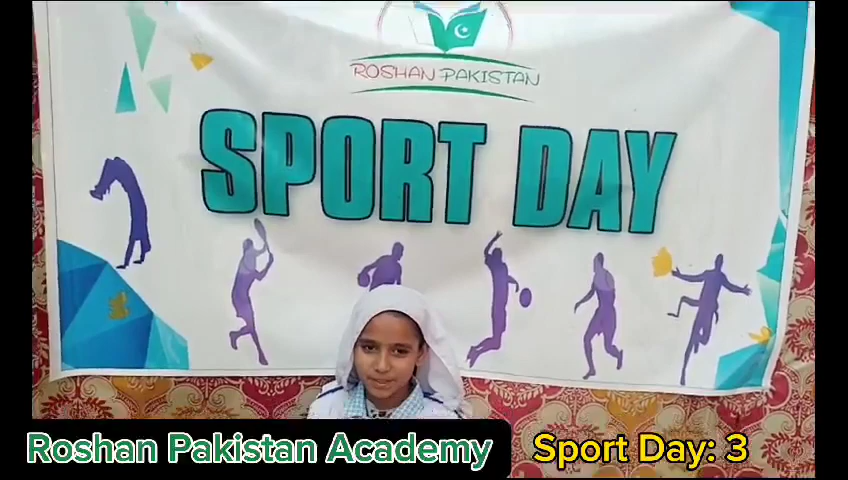 ROSHAN PAKISTAN
SPORT DAY
Roshan Pakistan Academy
Sport Day: 3